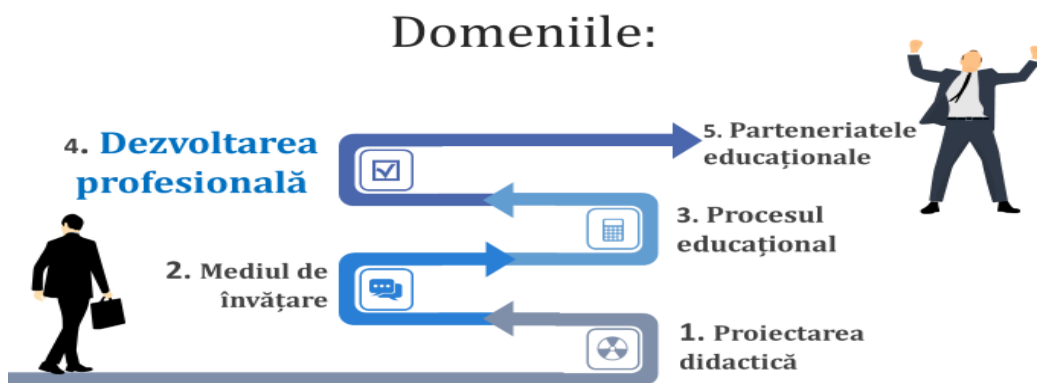 Domeniile:
4. Dezvoltarea
profesională
5. Parteneriatele
educaționale
3. Procesul
educațional
2. Mediul de
învățare
1. Proiectarea
didactică